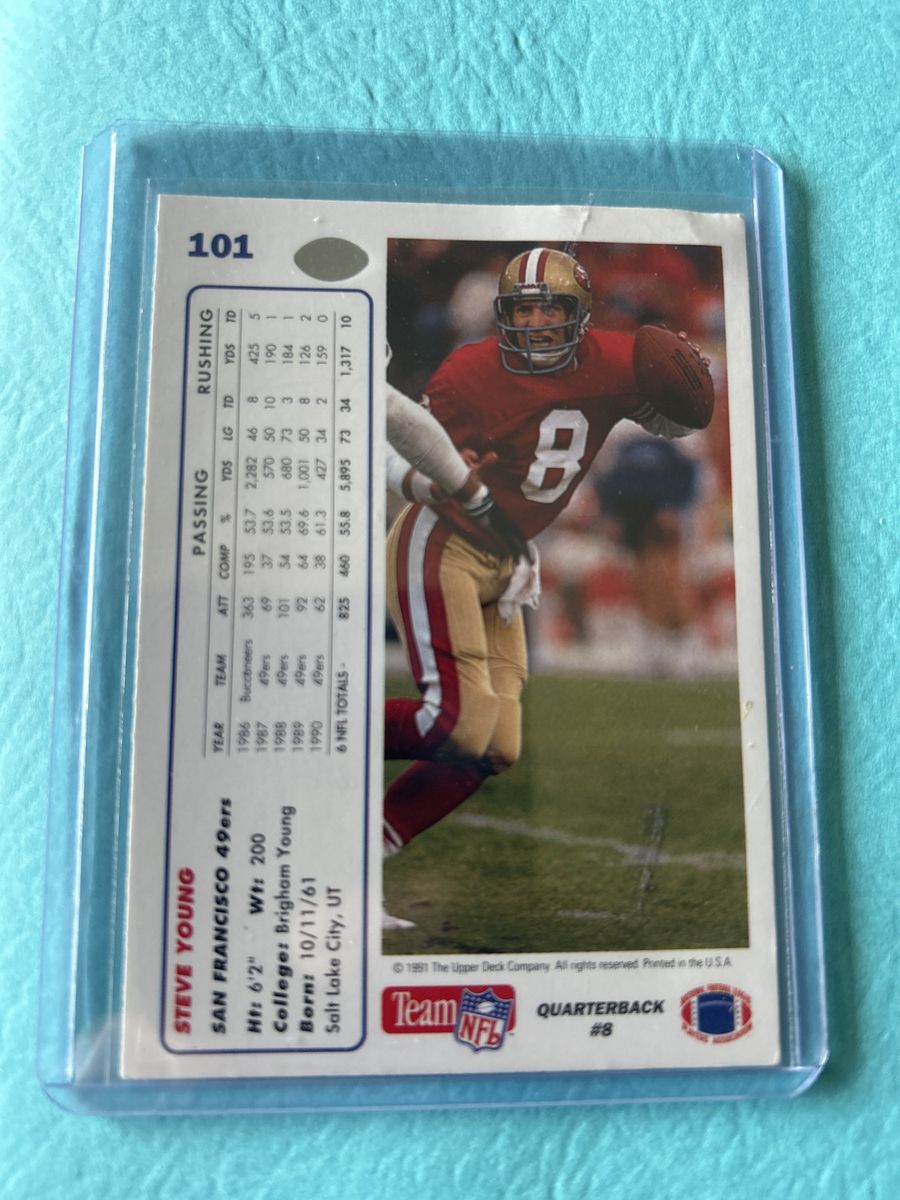 101
STEVE YOUNG
SAN FRANCISCO 49ers
Ht: 6'2" Wt: 200
College: Brigham Young
Born: 10/11/61
Salt Lake City, UT
PASSING RUSHING
YEAR TEAM ATT COMP % YDS LG TD YDS TD
1986 Buccaneers 363 195 53.7 2,282 46 8 425 5
1987 49ers 69 37 53.6 570 50 10 190 1
1988 49ers 101 54 53.5 680 73 3 184 1
1989 49ers 92 64 69.6 1,001 50 8 126 2
1990 49ers 62 38 61.3 427 34 2 159 0
6 NFL TOTALS- 825 460 55.8 5,895 73 34 1,317 10
8
© 1991 The Upper Deck Company. All rights reserved. Printed in the U.S.A.
Team NFL
QUARTERBACK
#8
NATIONAL FOOTBALL LEAGUE
PLAYERS ASSOCIATION